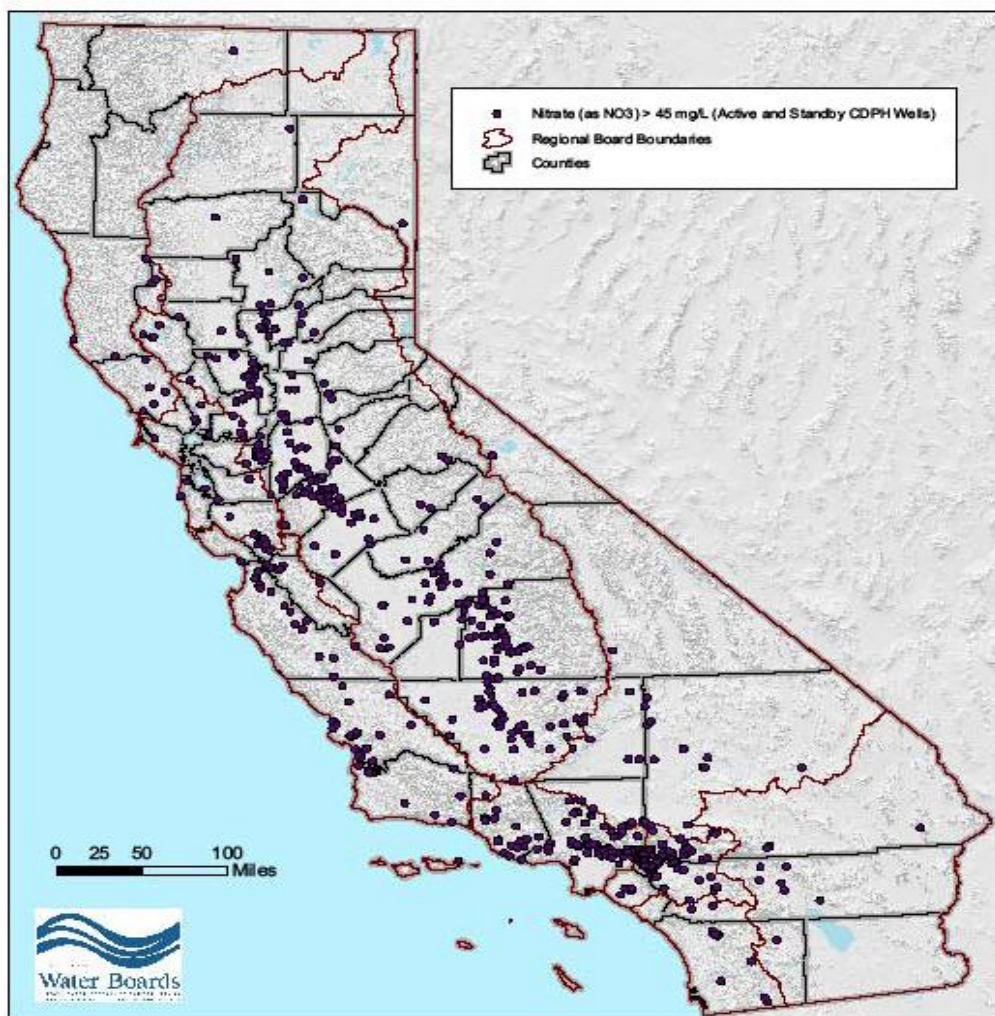 Nitrate (as NO3) > 45 mg/L (Active and Standby CDPH Wells)
Regional Board Boundaries
Counties
0 25 50 100
Miles
Water Boards